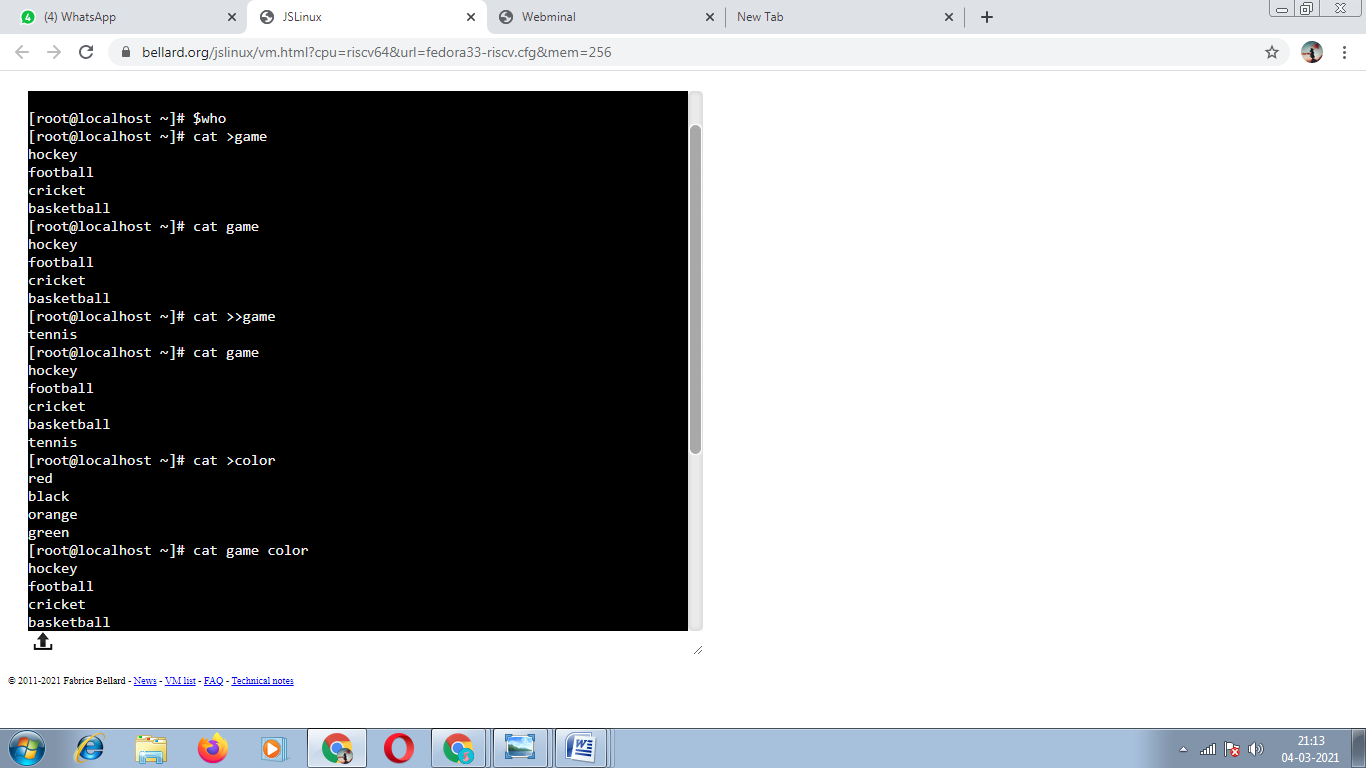 4 (4) WhatsApp
JSLinux
Webminal
New Tab
bellard.org/jslinux/vm.html?cpu=riscv64&url=fedora33-riscv.cfg&mem=256
[root@localhost ~]# $who
[root@localhost ~]# cat >game
hockey
football
cricket
basketball
[root@localhost ~]# cat game
hockey
football
cricket
basketball
[root@localhost ~]# cat >>game
tennis
[root@localhost ~]# cat game
hockey
football
cricket
basketball
tennis
[root@localhost ~]# cat >color
red
black
orange
green
[root@localhost ~]# cat game color
hockey
football
cricket
basketball
© 2011-2021 Fabrice Bellard - News - VM list - FAQ - Technical notes
21:13
04-03-2021